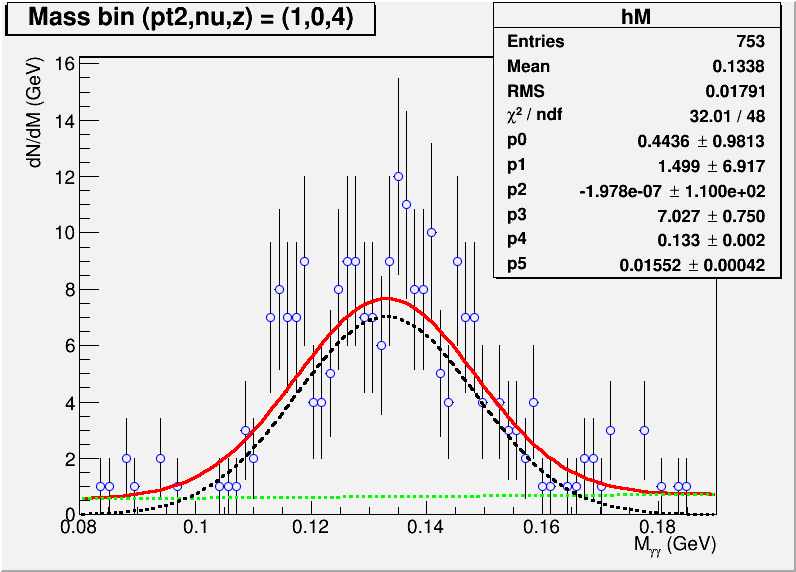 Mass bin (pt2,nu,z) = (1,0,4)
hM
Entries 753
Mean 0.1338
RMS 0.01791
χ² / ndf 32.01 / 48
p0 0.4436 ± 0.9813
p1 1.499 ± 6.917
p2 -1.978e-07 ± 1.100e+02
p3 7.027 ± 0.750
p4 0.133 ± 0.002
p5 0.01552 ± 0.00042
dN/dM (GeV)
16
14
12
10
8
6
4
2
0
0.08 0.1 0.12 0.14 0.16 0.18
Mγγ (GeV)